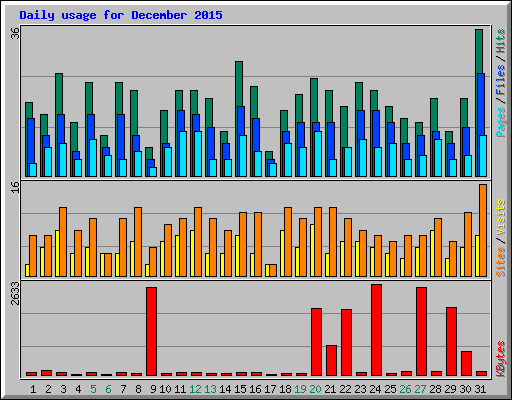 Daily usage for December 2015
36
Pages / Files / Hits
16
Sites / Visits
2633
KBytes
1 2 3 4 5 6 7 8 9 10 11 12 13 14 15 16 17 18 19 20 21 22 23 24 25 26 27 28 29 30 31